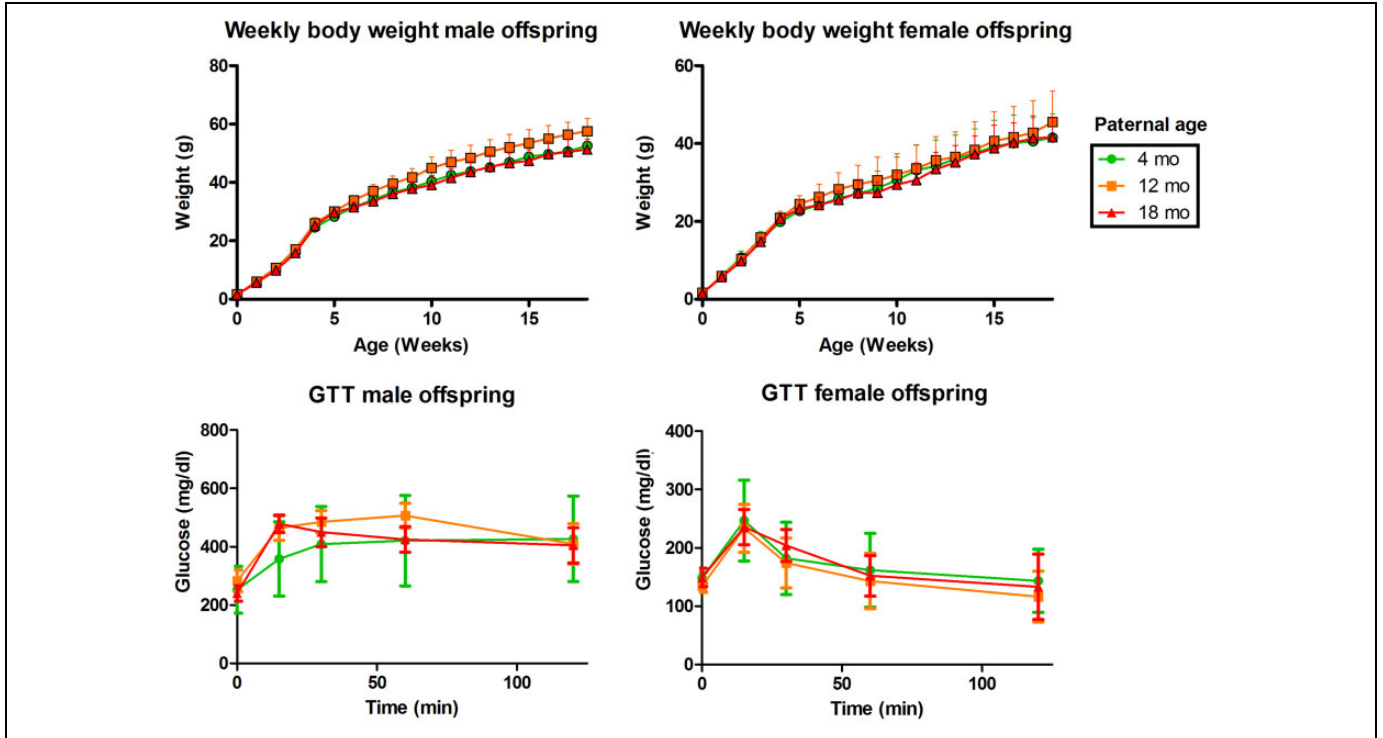 Weekly body weight male offspring
80
60
40
20
0
Weight (g)
0 5 10 15
Age (Weeks)
Weekly body weight female offspring
60
40
20
0
Weight (g)
0 5 10 15
Age (Weeks)
Paternal age
4 mo
12 mo
18 mo
GTT male offspring
800
600
400
200
0
Glucose (mg/dl)
0 50 100
Time (min)
GTT female offspring
400
300
200
100
0
Glucose (mg/dl)
0 50 100
Time (min)